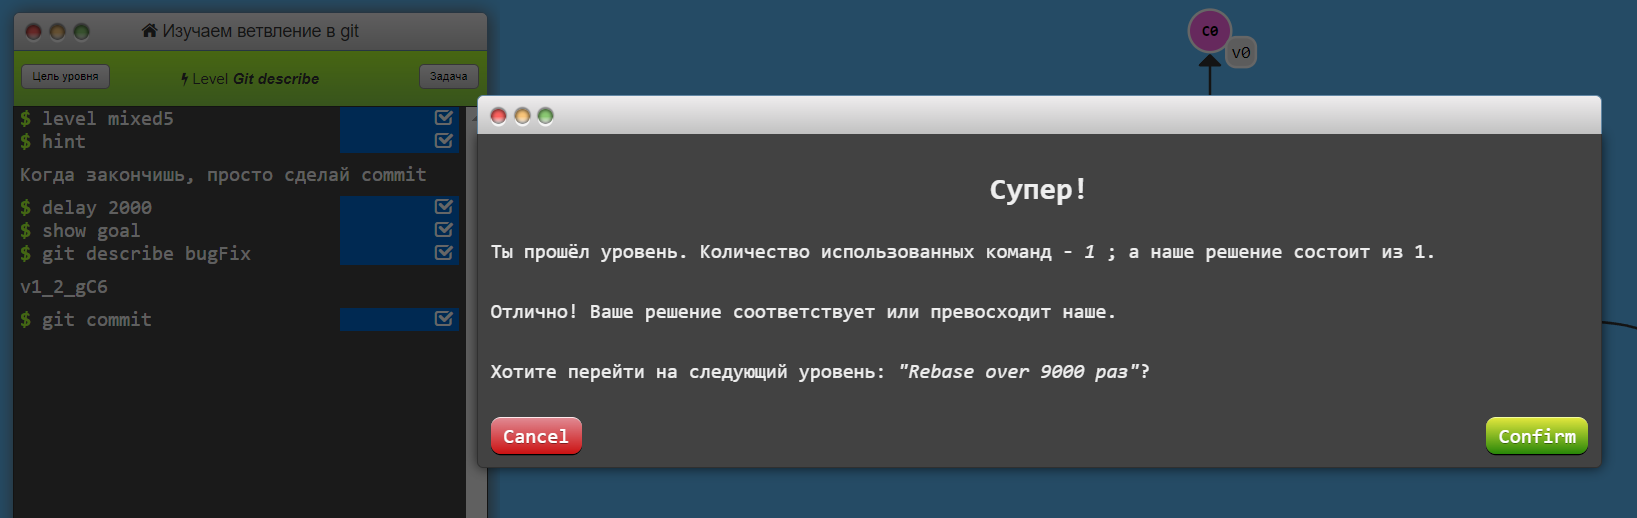 Изучаем ветвление в git
Цель уровня
Level Git describe
Задача
$ level mixed5
$ hint
Когда закончишь, просто сделай commit
$ delay 2000
$ show goal
$ git describe bugFix
v1_2_gC6
$ git commit
C0
v0
Супер!
Ты прошёл уровень. Количество использованных команд - 1 ; а наше решение состоит из 1.
Отлично! Ваше решение соответствует или превосходит наше.
Хотите перейти на следующий уровень: "Rebase over 9000 раз"?
Cancel
Confirm